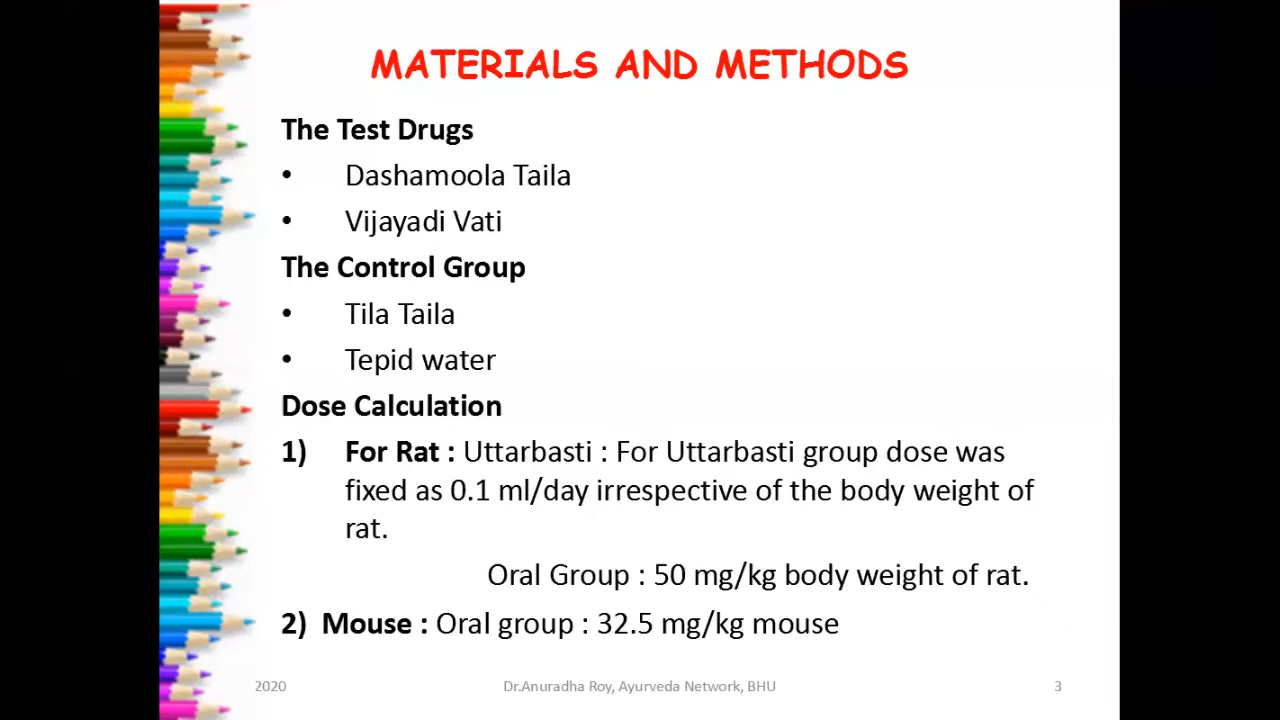 MATERIALS AND METHODS
The Test Drugs
• Dashamoola Taila
• Vijayadi Vati
The Control Group
• Tila Taila
• Tepid water
Dose Calculation
1) For Rat : Uttarbasti : For Uttarbasti group dose was
fixed as 0.1 ml/day irrespective of the body weight of
rat.
Oral Group : 50 mg/kg body weight of rat.
2) Mouse : Oral group : 32.5 mg/kg mouse
2020 Dr.Anuradha Roy, Ayurveda Network, BHU 3